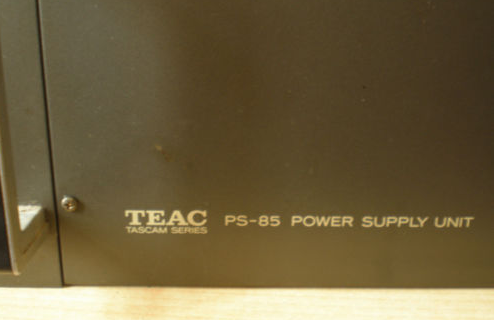 TEAC PS-85 POWER SUPPLY UNIT
TASCAM SERIES